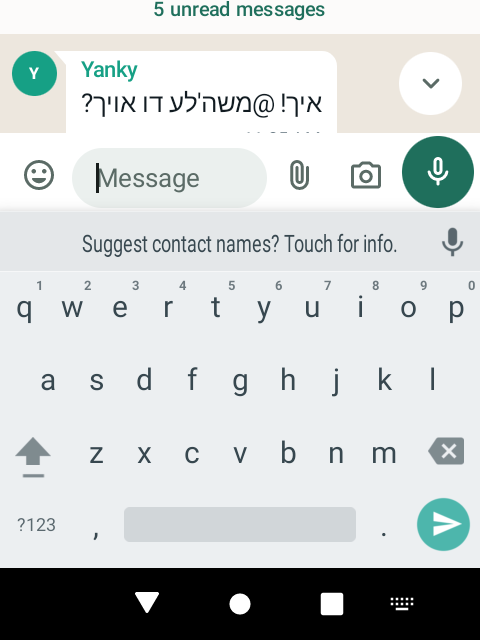 5 unread messages
Y
Yanky
איך! @משה'לע דו אויך?
Message
Suggest contact names? Touch for info.
1 2 3 4 5 6 7 8 9 0
q w e r t y u i o p
a s d f g h j k l
z x c v b n m
?123 , .